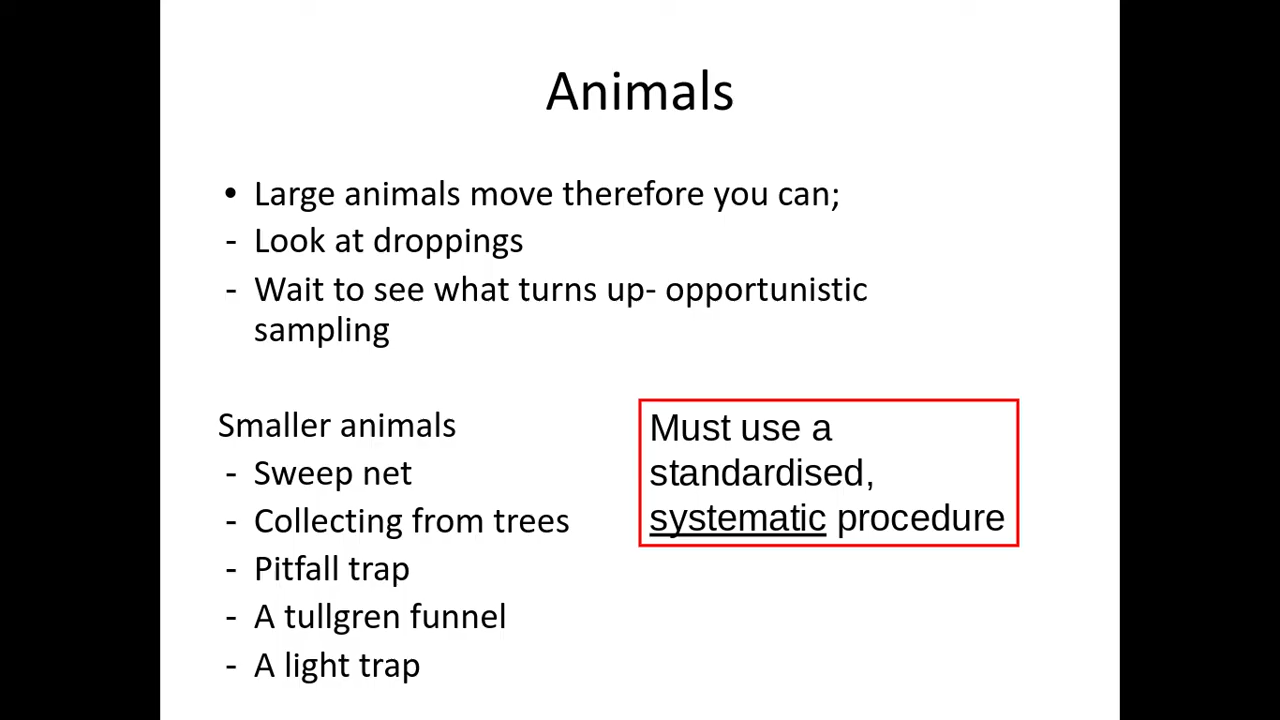 Animals
• Large animals move therefore you can;
- Look at droppings
- Wait to see what turns up- opportunistic
sampling
Smaller animals
- Sweep net
- Collecting from trees
- Pitfall trap
- A tullgren funnel
- A light trap
Must use a
standardised,
systematic procedure